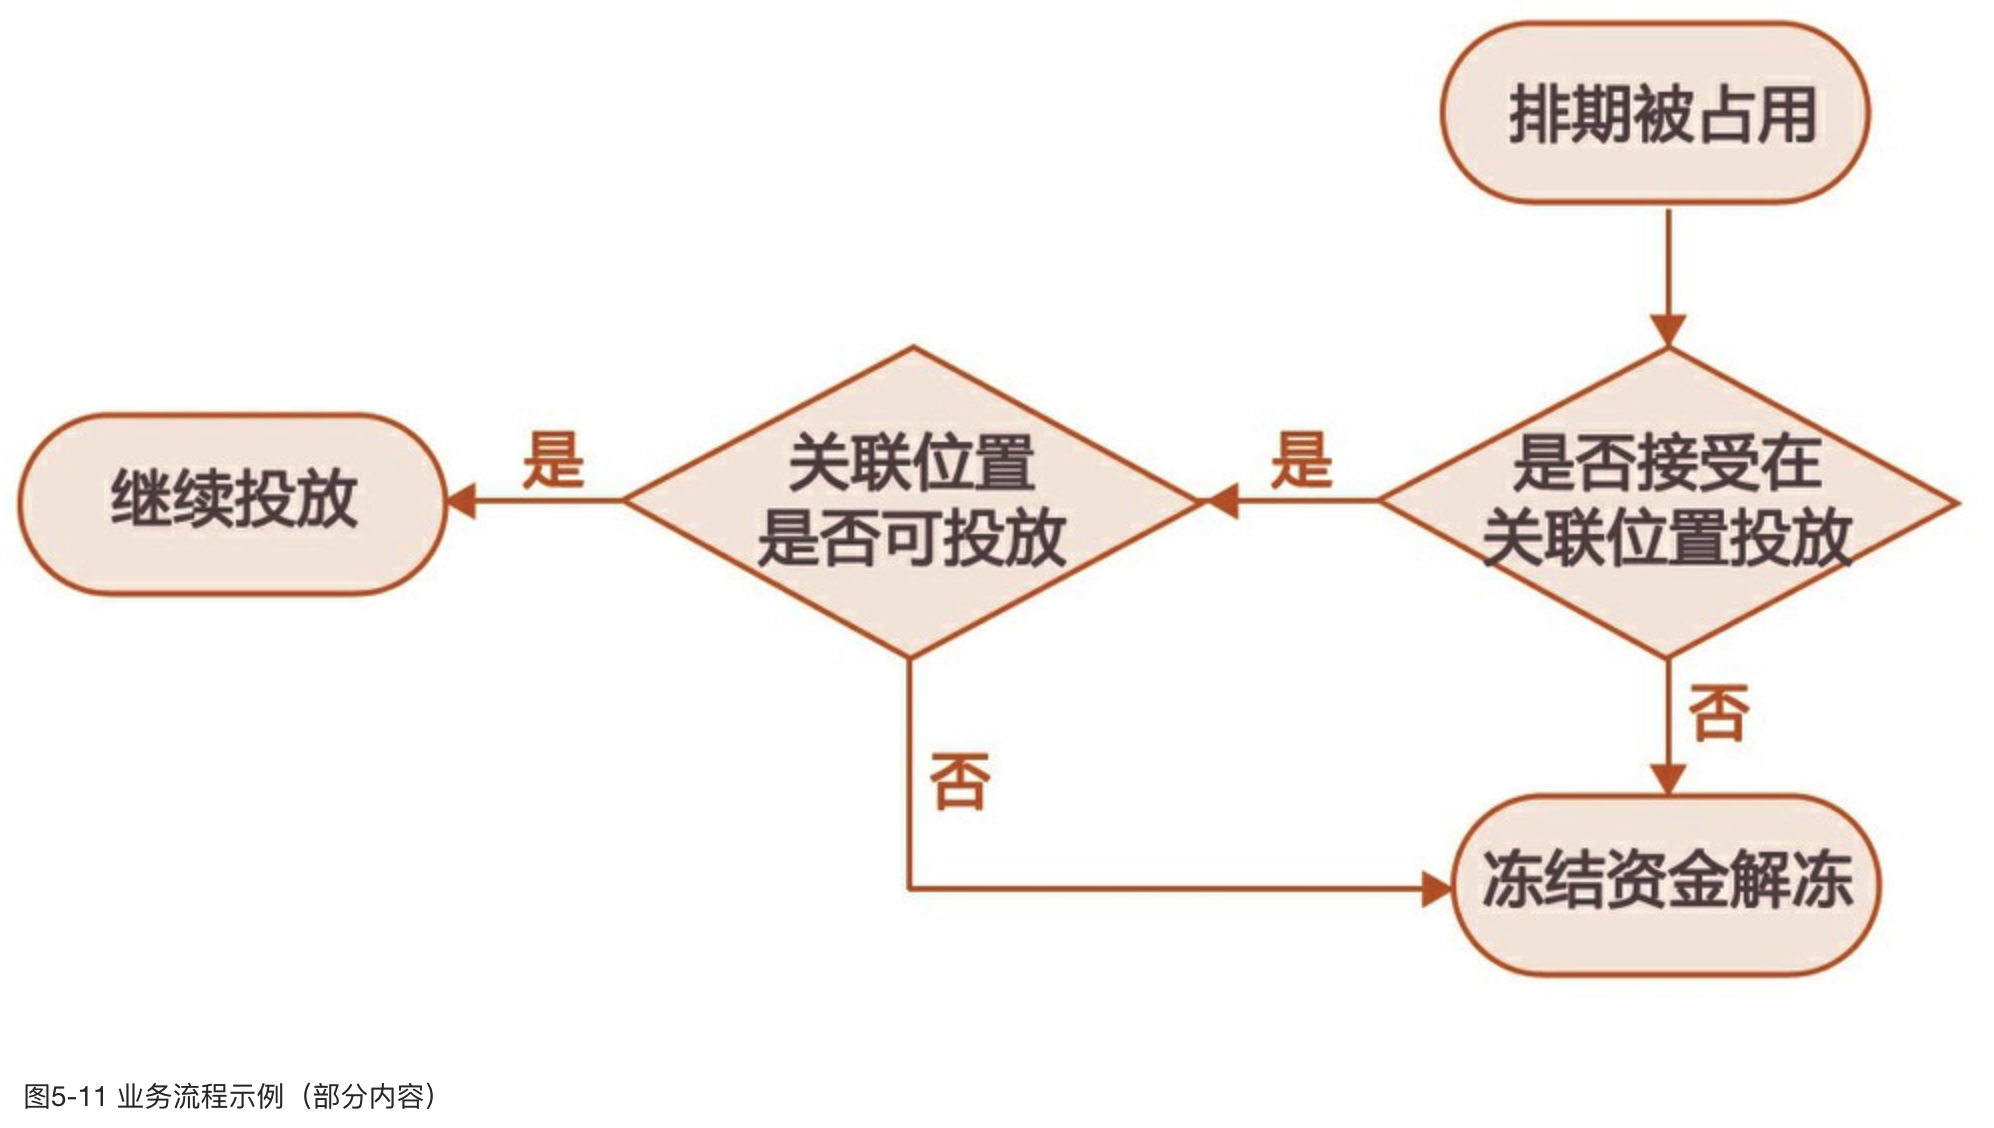 排期被占用
继续投放
是
关联位置
是否可投放
是
是否接受在
关联位置投放
否
否
冻结资金解冻
图5-11 业务流程示例（部分内容）